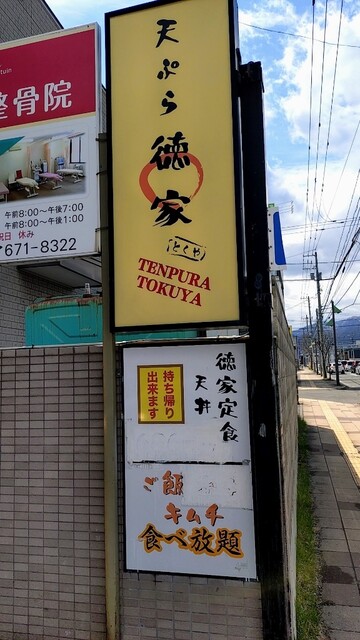 整骨院
午前8:00～午後7:00
午前8:00～午後1:00
祝日 休み
671-8322
天ぷら
徳家
とくや
TENPURA
TOKUYA
徳家定食
天丼
持ち帰り
出来ます
ご飯
キムチ
食べ放題